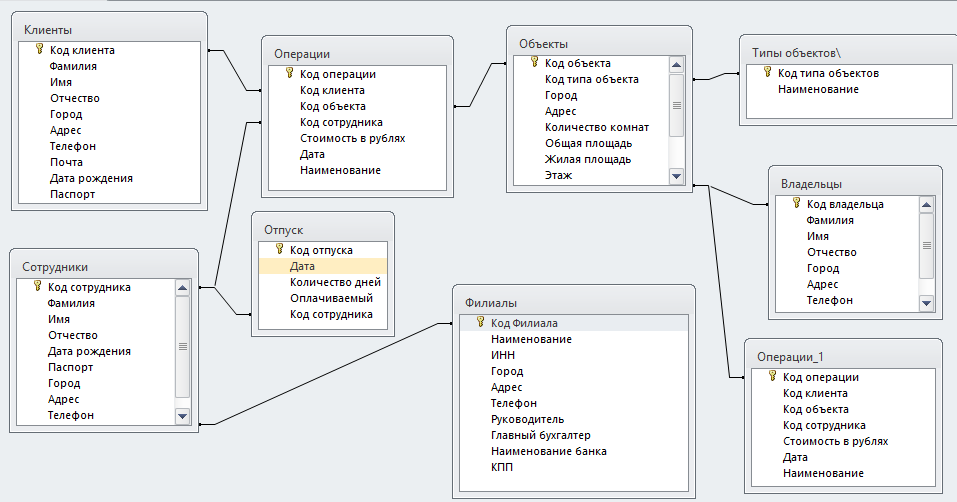 Клиенты
Код клиента
Фамилия
Имя
Отчество
Город
Адрес
Телефон
Почта
Дата рождения
Паспорт
Операции
Код операции
Код клиента
Код объекта
Код сотрудника
Стоимость в рублях
Дата
Наименование
Объекты
Код объекта
Код типа объекта
Город
Адрес
Количество комнат
Общая площадь
Жилая площадь
Этаж
Типы объектов\
Код типа объектов
Наименование
Сотрудники
Код сотрудника
Фамилия
Имя
Отчество
Дата рождения
Паспорт
Город
Адрес
Телефон
Отпуск
Код отпуска
Дата
Количество дней
Оплачиваемый
Код сотрудника
Филиалы
Код Филиала
Наименование
ИНН
Город
Адрес
Телефон
Руководитель
Главный бухгалтер
Наименование банка
КПП
Владельцы
Код владельца
Фамилия
Имя
Отчество
Город
Адрес
Телефон
Операции_1
Код операции
Код клиента
Код объекта
Код сотрудника
Стоимость в рублях
Дата
Наименование